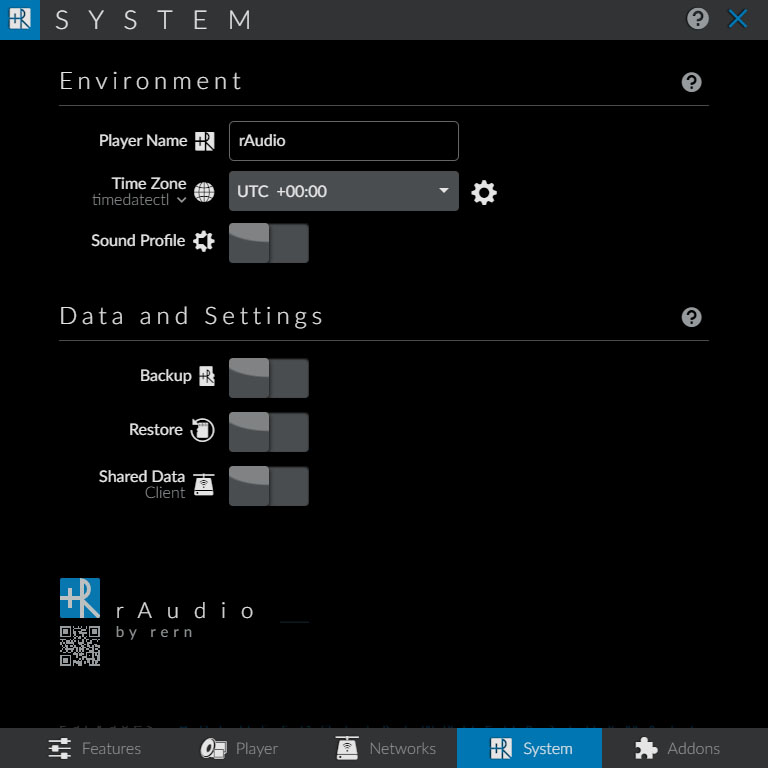 SYSTEM
Environment
Player Name
rAudio
Time Zone
timedatectl
UTC +00:00
Sound Profile
Data and Settings
Backup
Restore
Shared Data
Client
rAudio
by rern
Features
Player
Networks
System
Addons